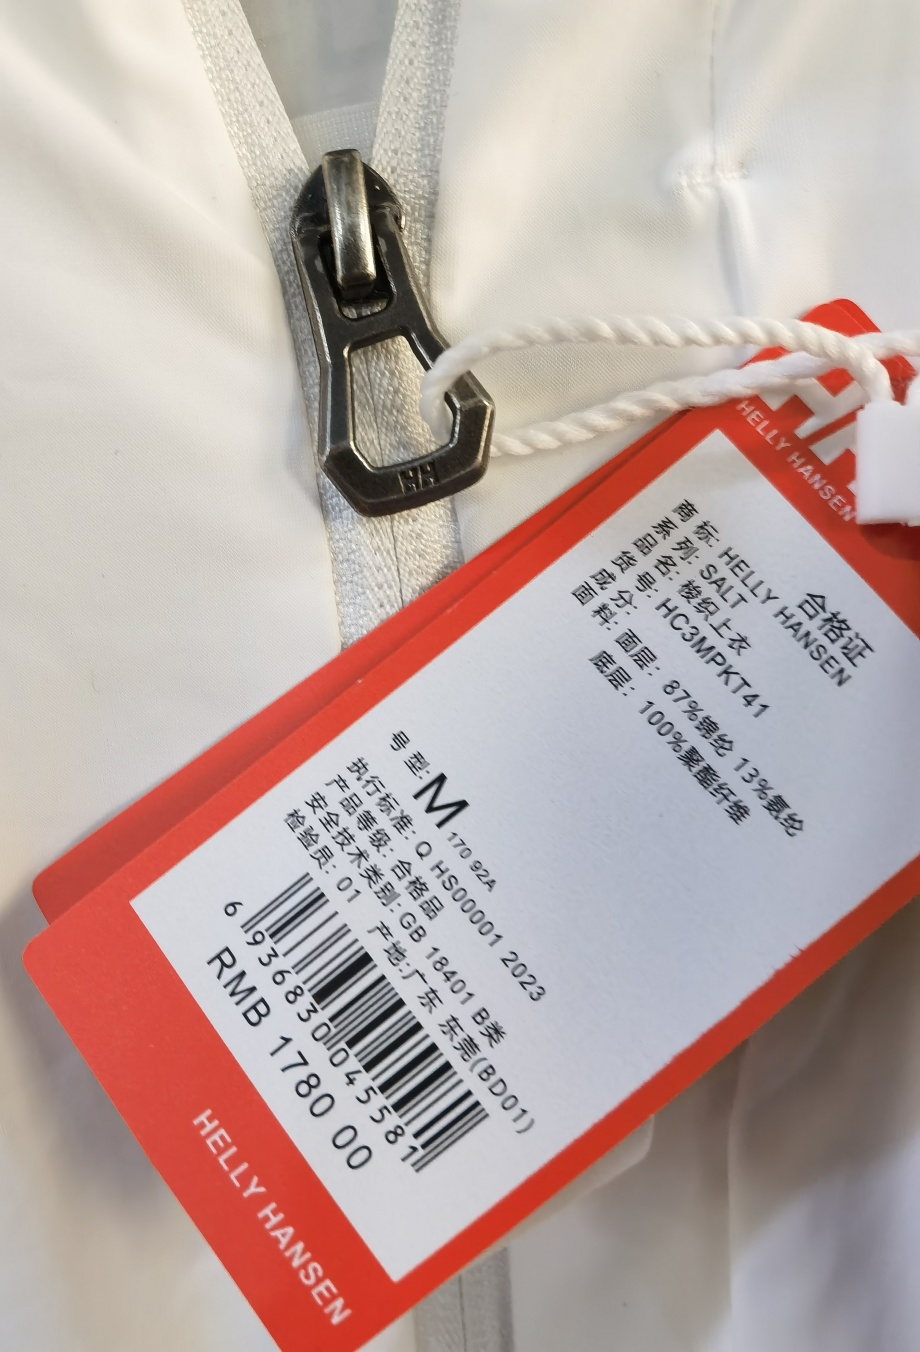 HH
HELLY HANSEN
合格证
商 标: HELLY HANSEN
系 列: SALT
品 名: 梭织上衣
货 号: HC3MPKT41
成 分:
面 料: 面层: 87%锦纶 13%氨纶
底层: 100%聚酯纤维
号 型: M 170 92A
执行标准: Q HS00001 2023
产品等级: 合格品
安全技术类别: GB 18401 B类
检验员: 01 产地:广东 东莞(BD01)
6 936830 045581
RMB 1780 00
HELLY HANSEN